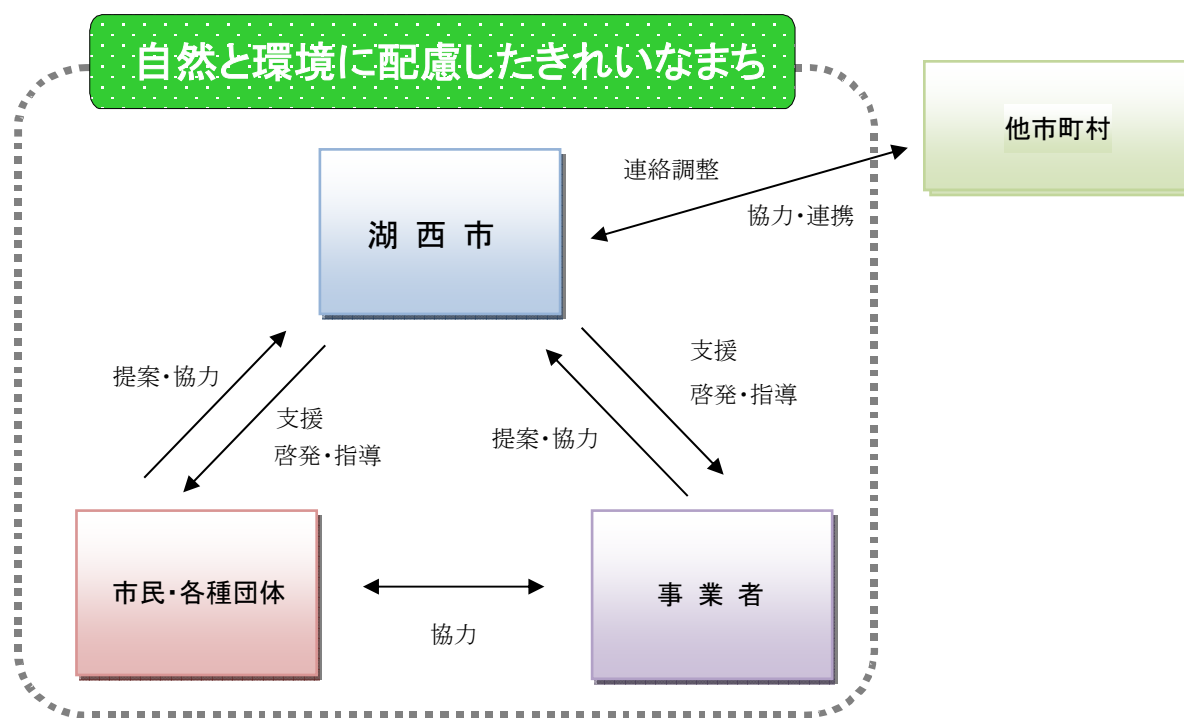 自然と環境に配慮したきれいなまち
他市町村
連絡調整
協力・連携
湖西市
提案・協力
支援
啓発・指導
支援
啓発・指導
提案・協力
市民・各種団体
事業者
協力